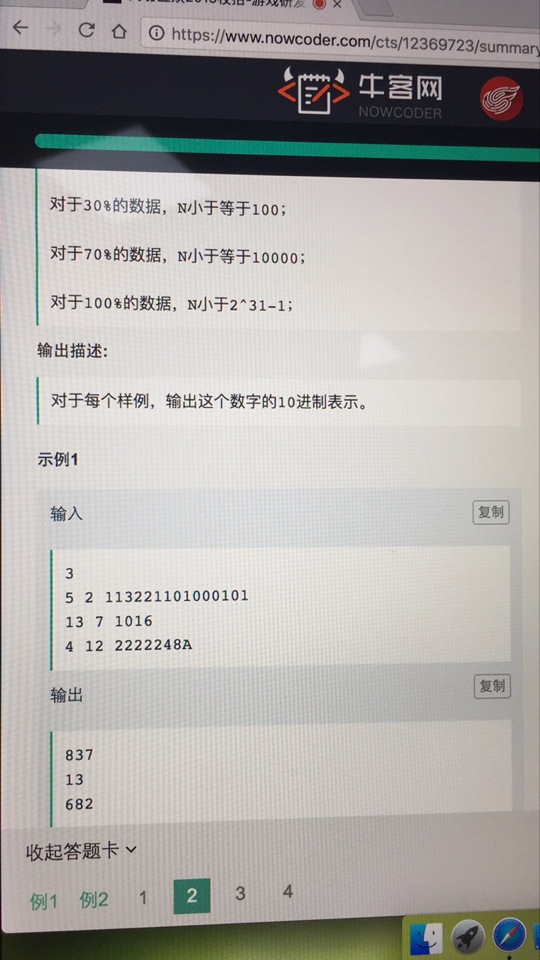 https://www.nowcoder.com/cts/12369723/summary
牛客网
NOWCODER
对于30%的数据，N小于等于100；
对于70%的数据，N小于等于10000；
对于100%的数据，N小于2^31-1；
输出描述:
对于每个样例，输出这个数字的10进制表示。
示例1
输入
复制
3
5 2 113221101000101
13 7 1016
4 12 2222248A
输出
复制
837
13
682
收起答题卡
例1 例2 1 2 3 4